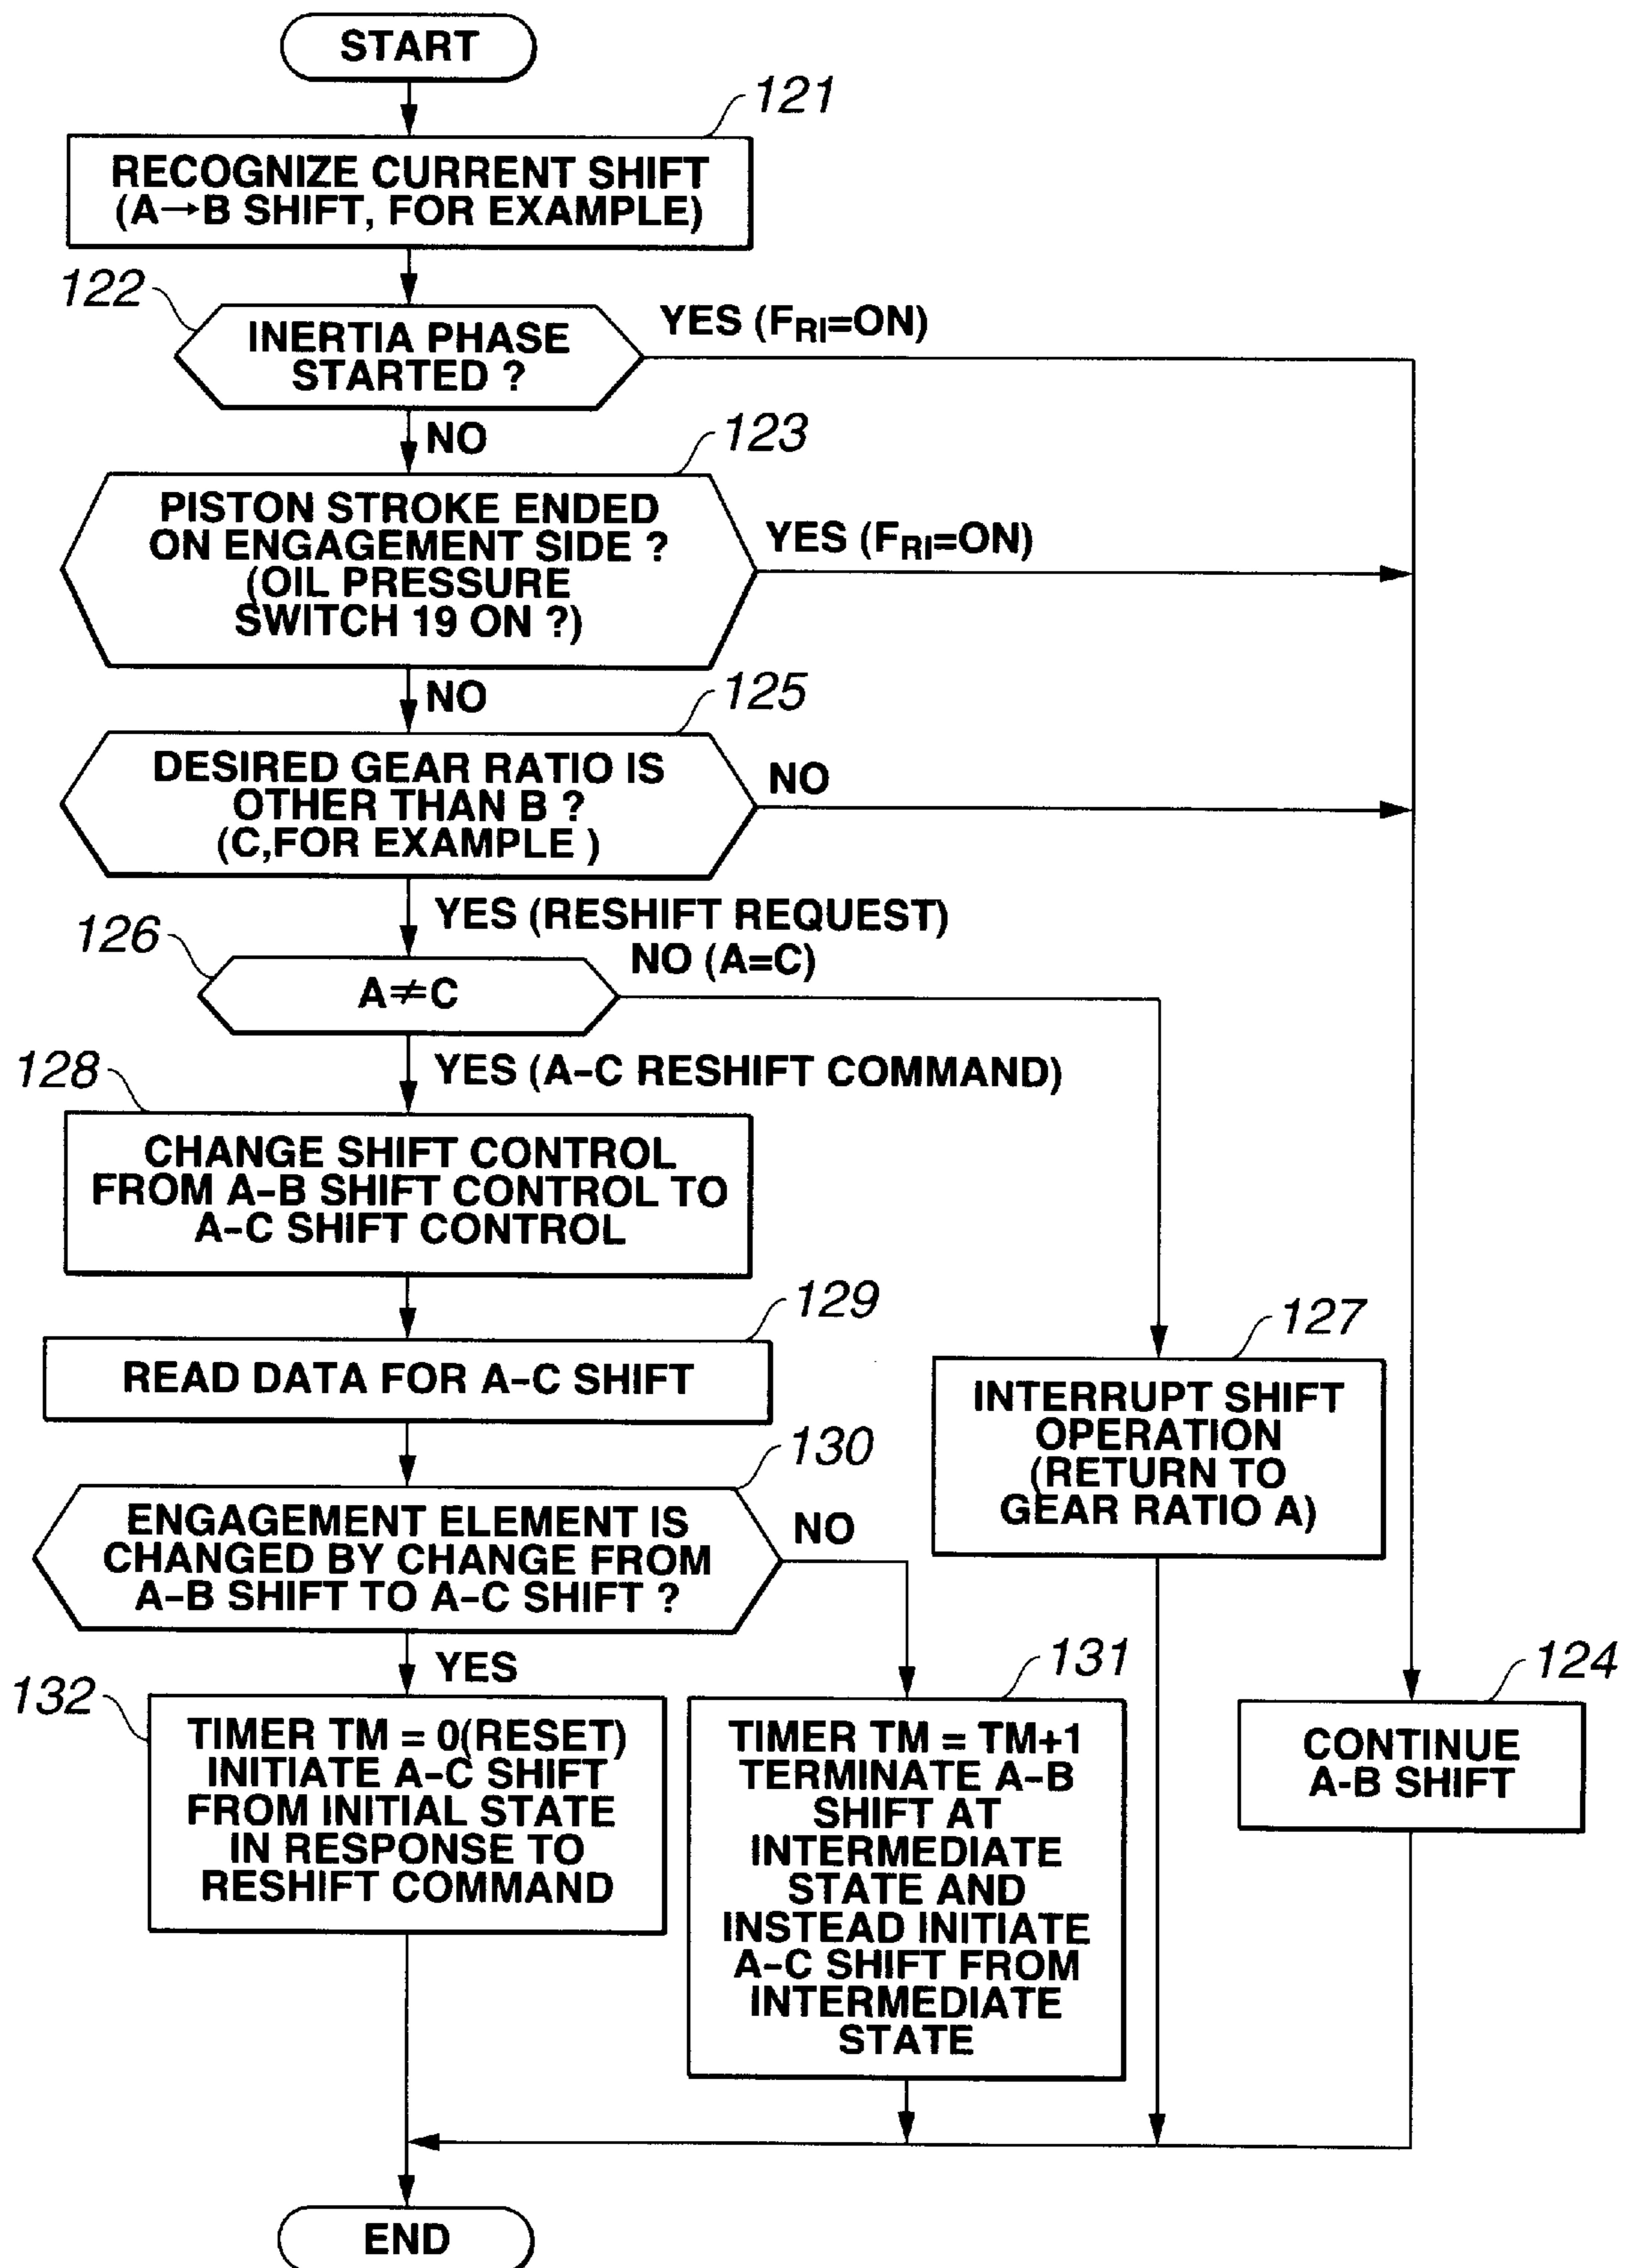 START
121
RECOGNIZE CURRENT SHIFT
(A→B SHIFT, FOR EXAMPLE)
122
INERTIA PHASE
STARTED ?
YES (FRI=ON)
NO
123
PISTON STROKE ENDED
ON ENGAGEMENT SIDE ?
(OIL PRESSURE
SWITCH 19 ON ?)
YES (FRI=ON)
NO
125
DESIRED GEAR RATIO IS
OTHER THAN B ?
(C,FOR EXAMPLE )
NO
YES (RESHIFT REQUEST)
126
A≠C
NO (A=C)
YES (A-C RESHIFT COMMAND)
128
CHANGE SHIFT CONTROL
FROM A-B SHIFT CONTROL TO
A-C SHIFT CONTROL
129
READ DATA FOR A-C SHIFT
127
INTERRUPT SHIFT
OPERATION
(RETURN TO
GEAR RATIO A)
130
ENGAGEMENT ELEMENT IS
CHANGED BY CHANGE FROM
A-B SHIFT TO A-C SHIFT ?
NO
YES
132
TIMER TM = 0(RESET)
INITIATE A-C SHIFT
FROM INITIAL STATE
IN RESPONSE TO
RESHIFT COMMAND
131
TIMER TM = TM+1
TERMINATE A-B
SHIFT AT
INTERMEDIATE
STATE AND
INSTEAD INITIATE
A-C SHIFT FROM
INTERMEDIATE
STATE
124
CONTINUE
A-B SHIFT
END